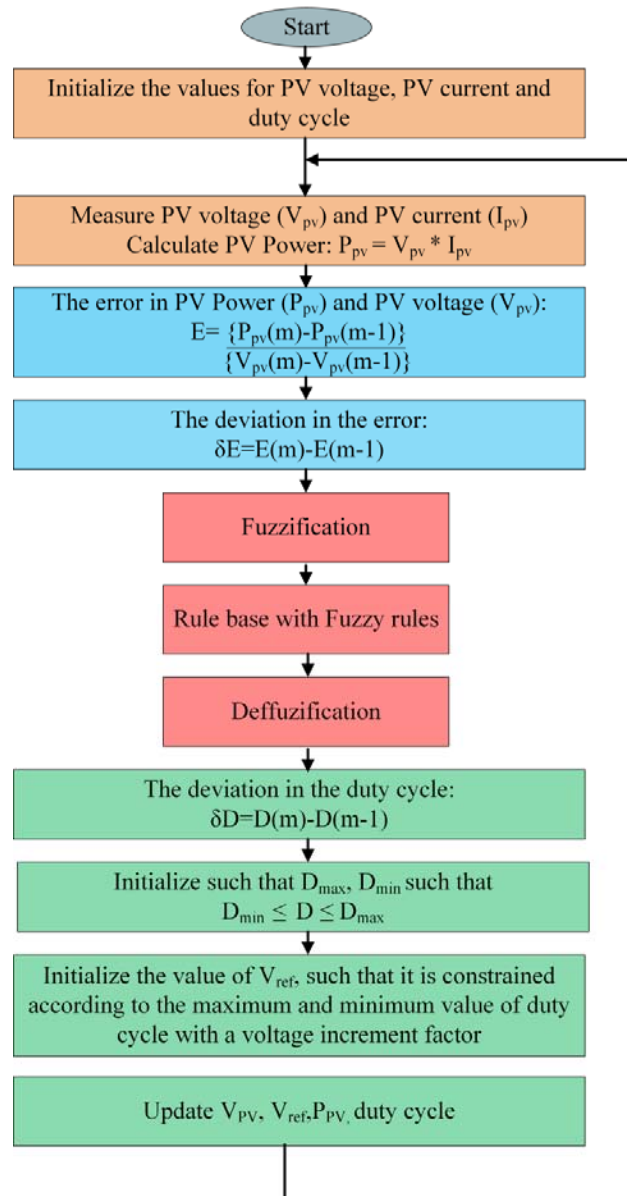 Start
Initialize the values for PV voltage, PV current and
duty cycle
Measure PV voltage (Vpv) and PV current (Ipv)
Calculate PV Power: Ppv = Vpv * Ipv
The error in PV Power (Ppv) and PV voltage (Vpv):
E= {Ppv(m)-Ppv(m-1)}
{Vpv(m)-Vpv(m-1)}
The deviation in the error:
δE=E(m)-E(m-1)
Fuzzification
Rule base with Fuzzy rules
Deffuzification
The deviation in the duty cycle:
δD=D(m)-D(m-1)
Initialize such that Dmax, Dmin such that
Dmin ≤ D ≤ Dmax
Initialize the value of Vref, such that it is constrained
according to the maximum and minimum value of duty
cycle with a voltage increment factor
Update VPV, Vref,PPV, duty cycle